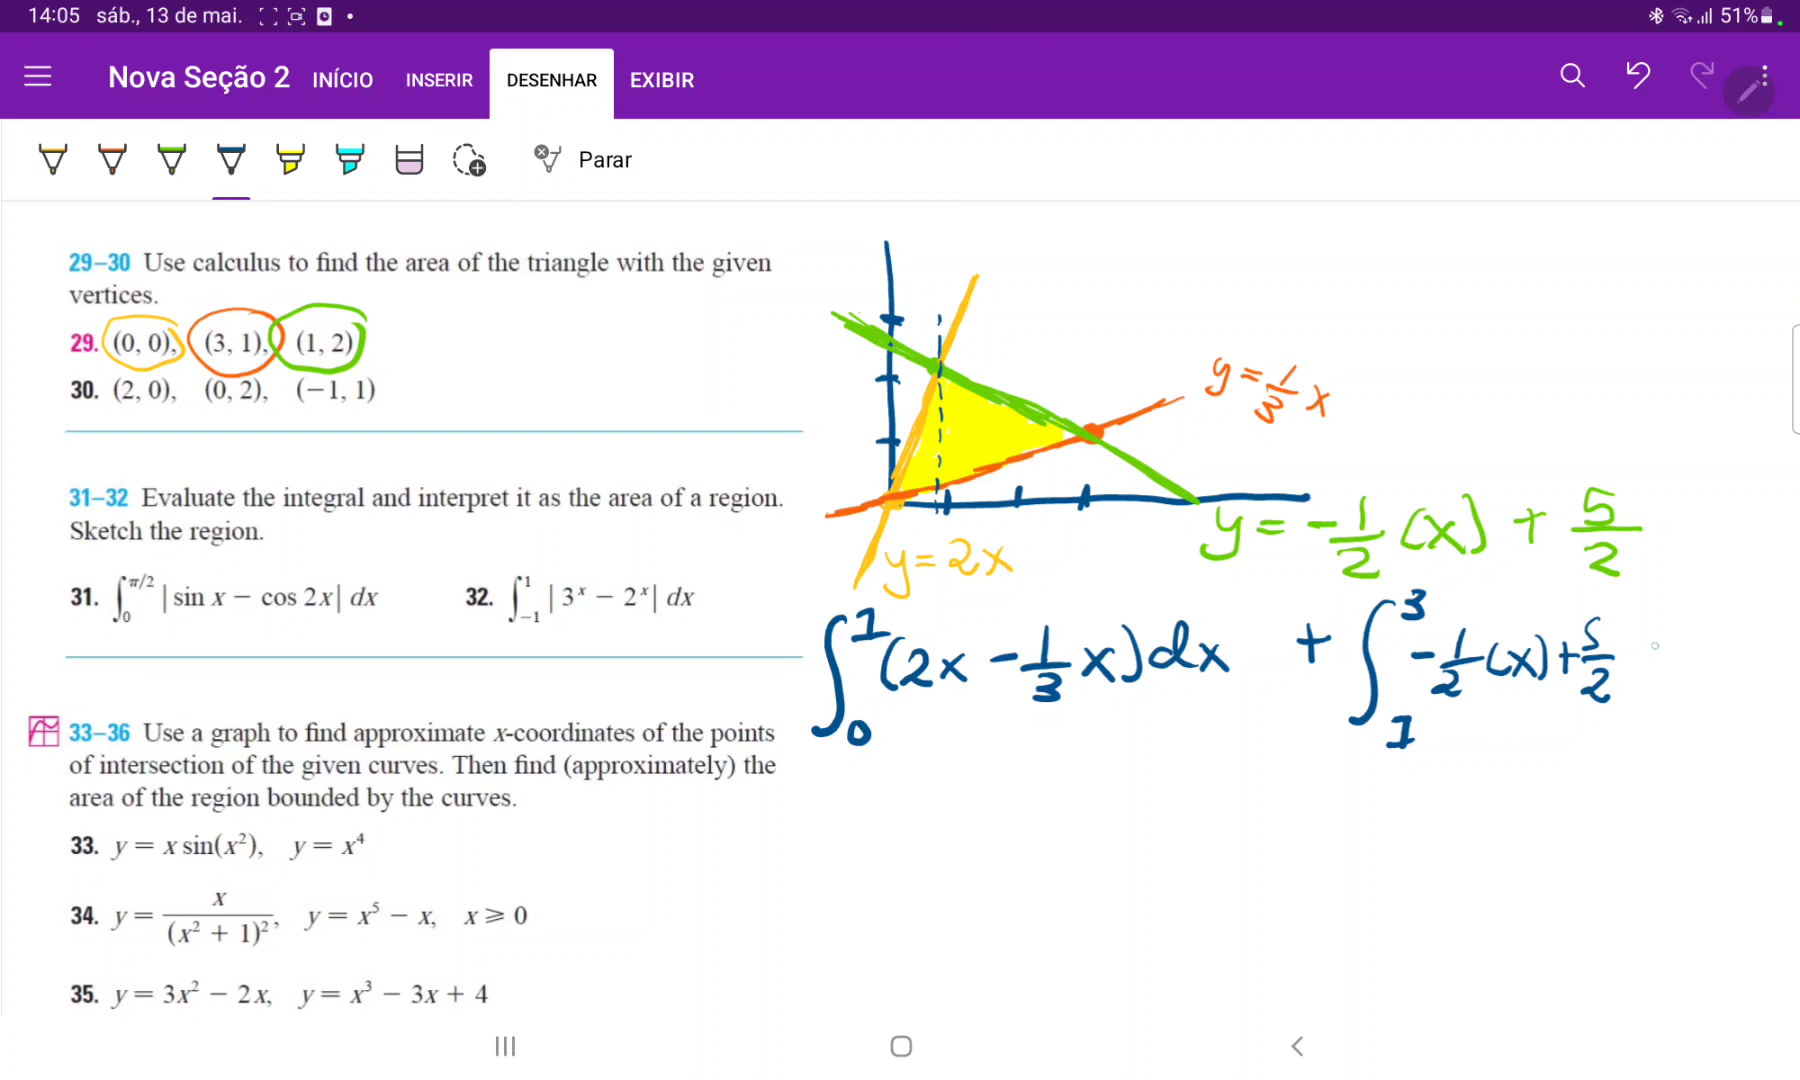 14:05 sáb., 13 de mai.
51%
Nova Seção 2 INÍCIO INSERIR DESENHAR EXIBIR
Parar
29–30 Use calculus to find the area of the triangle with the given
vertices.
29. (0, 0), (3, 1), (1, 2)
30. (2, 0), (0, 2), (−1, 1)
31–32 Evaluate the integral and interpret it as the area of a region.
Sketch the region.
31. ∫₀^{π/2} | sin x − cos 2x | dx
32. ∫₋₁^{1} | 3ˣ − 2ˣ | dx
33–36 Use a graph to find approximate x-coordinates of the points
of intersection of the given curves. Then find (approximately) the
area of the region bounded by the curves.
33. y = x sin(x²), y = x⁴
34. y = x/(x² + 1)², y = x⁵ − x, x ⩾ 0
35. y = 3x² − 2x, y = x³ − 3x + 4
y = 1/3 x
y = -1/2 (x) + 5/2
y = 2x
∫₀^1 (2x - 1/3 x) dx + ∫₁^3 -1/2 (x) + 5/2